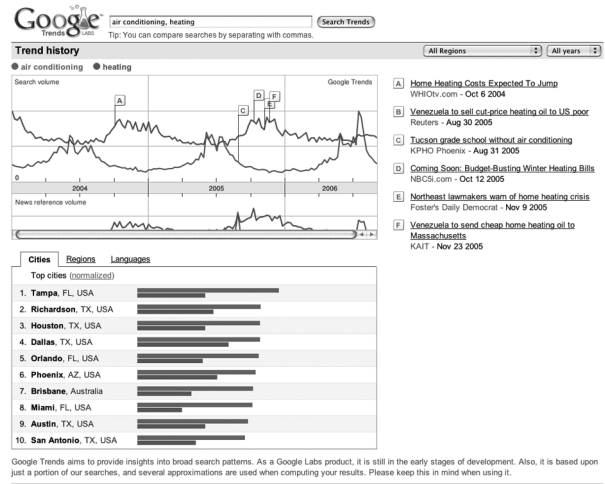 Google
Trends LABS
air conditioning, heating
Search Trends
Tip: You can compare searches by separating with commas.
Trend history
All Regions
All years
air conditioning heating
Search volume
Google Trends
A
C
D
E
F
0
2004 2005 2006
News reference volume
A Home Heating Costs Expected To Jump
WHIOtv.com - Oct 6 2004
B Venezuela to sell cut-price heating oil to US poor
Reuters - Aug 30 2005
C Tucson grade school without air conditioning
KPHO Phoenix - Aug 31 2005
D Coming Soon: Budget-Busting Winter Heating Bills
NBC5i.com - Oct 12 2005
E Northeast lawmakers warn of home heating crisis
Foster's Daily Democrat - Nov 9 2005
F Venezuela to send cheap home heating oil to
Massachusetts
KAIT - Nov 23 2005
Cities Regions Languages
Top cities (normalized)
1. Tampa, FL, USA
2. Richardson, TX, USA
3. Houston, TX, USA
4. Dallas, TX, USA
5. Orlando, FL, USA
6. Phoenix, AZ, USA
7. Brisbane, Australia
8. Miami, FL, USA
9. Austin, TX, USA
10. San Antonio, TX, USA
Google Trends aims to provide insights into broad search patterns. As a Google Labs product, it is still in the early stages of development. Also, it is based upon
just a portion of our searches, and several approximations are used when computing your results. Please keep this in mind when using it.